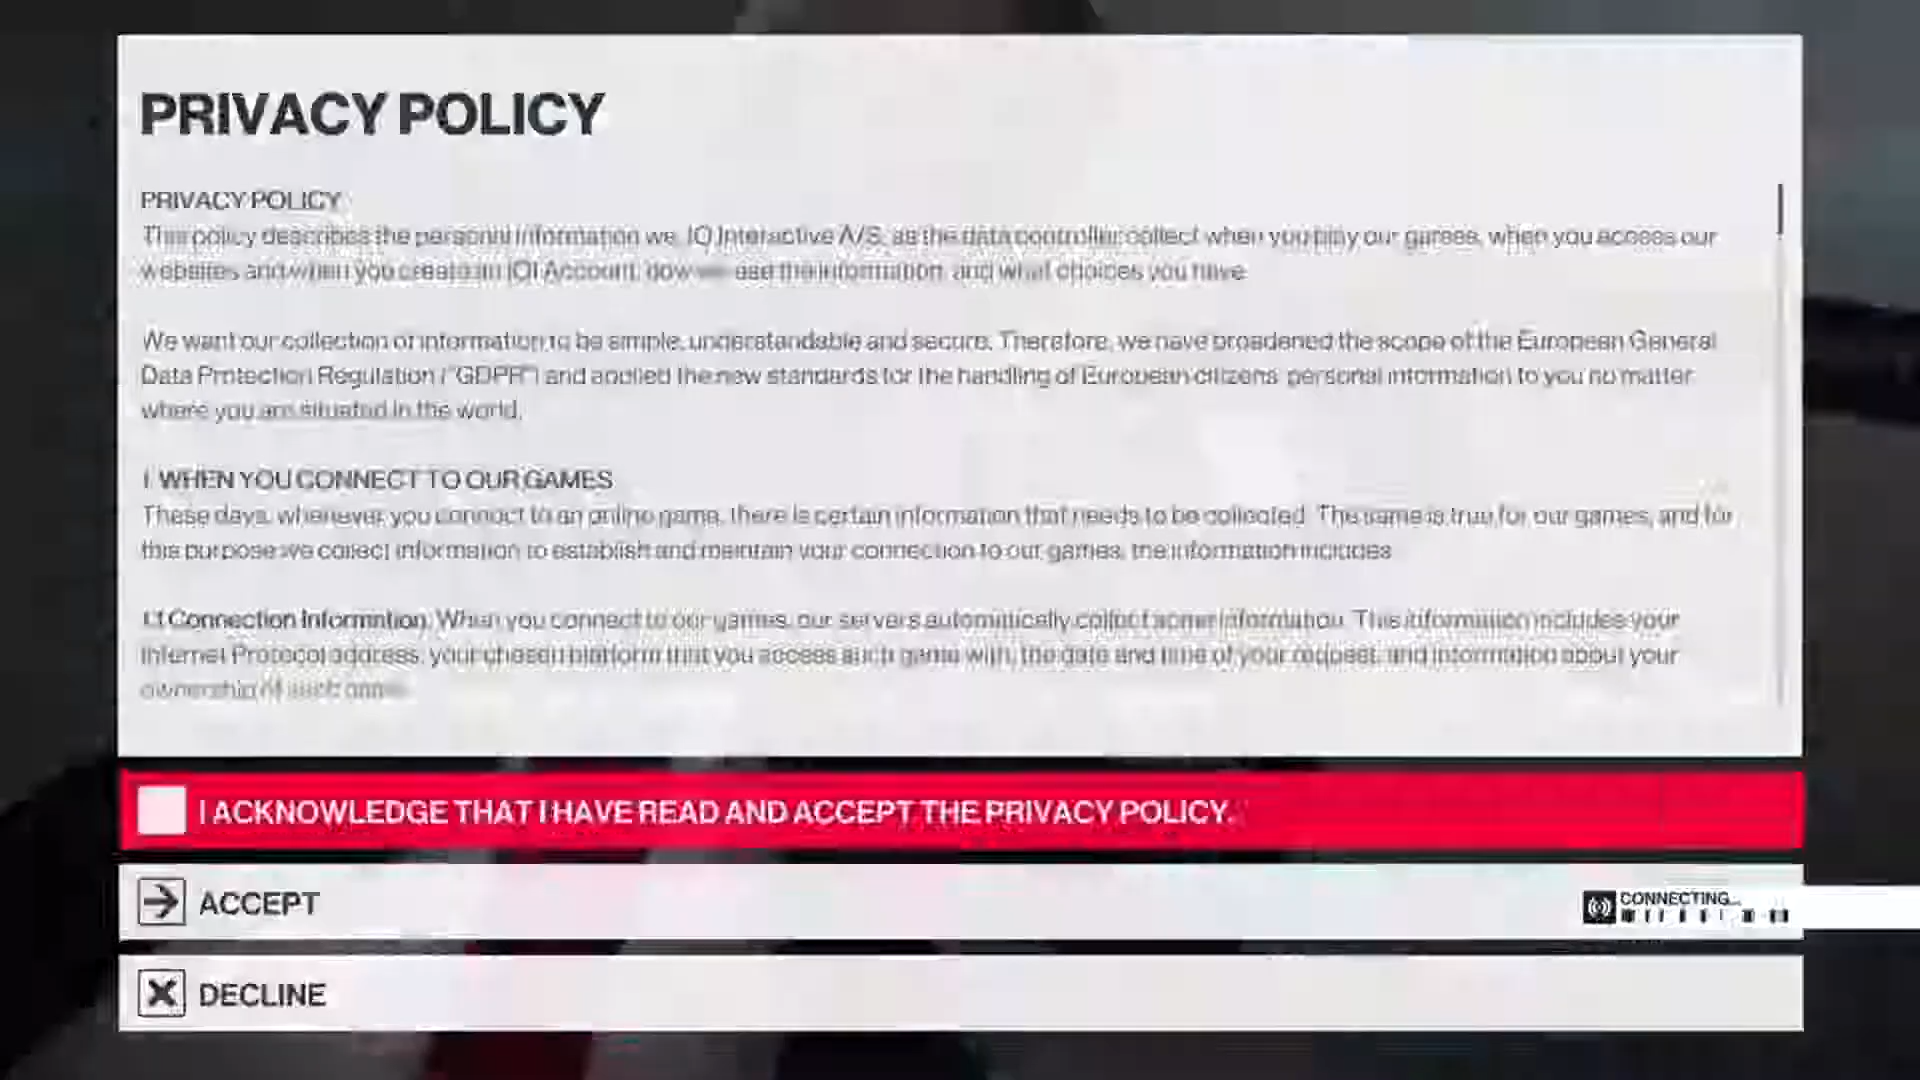 PRIVACY POLICY
PRIVACY POLICY
This policy describes the personal information we, IO Interactive A/S, as the data controller collect when you play our games, when you access our
websites and when you create an IOI Account, how we use the information, and what choices you have
We want our collection of information to be simple, understandable and secure. Therefore, we have broadened the scope of the European General
Data Protection Regulation ("GDPR") and applied the new standards for the handling of European citizens' personal information to you no matter
where you are situated in the world.
1 WHEN YOU CONNECT TO OUR GAMES
These days, whenever you connect to an online game, there is certain information that needs to be collected. The same is true for our games, and for
this purpose we collect information to establish and maintain your connection to our games, the information includes
1.1 Connection Information. When you connect to our games, our servers automatically collect some information. This information includes your
Internet Protocol address, your chosen platform that you access such game with, the date and time of your request, and information about your
ownership of such game.
I ACKNOWLEDGE THAT I HAVE READ AND ACCEPT THE PRIVACY POLICY.
ACCEPT
CONNECTING...
DECLINE